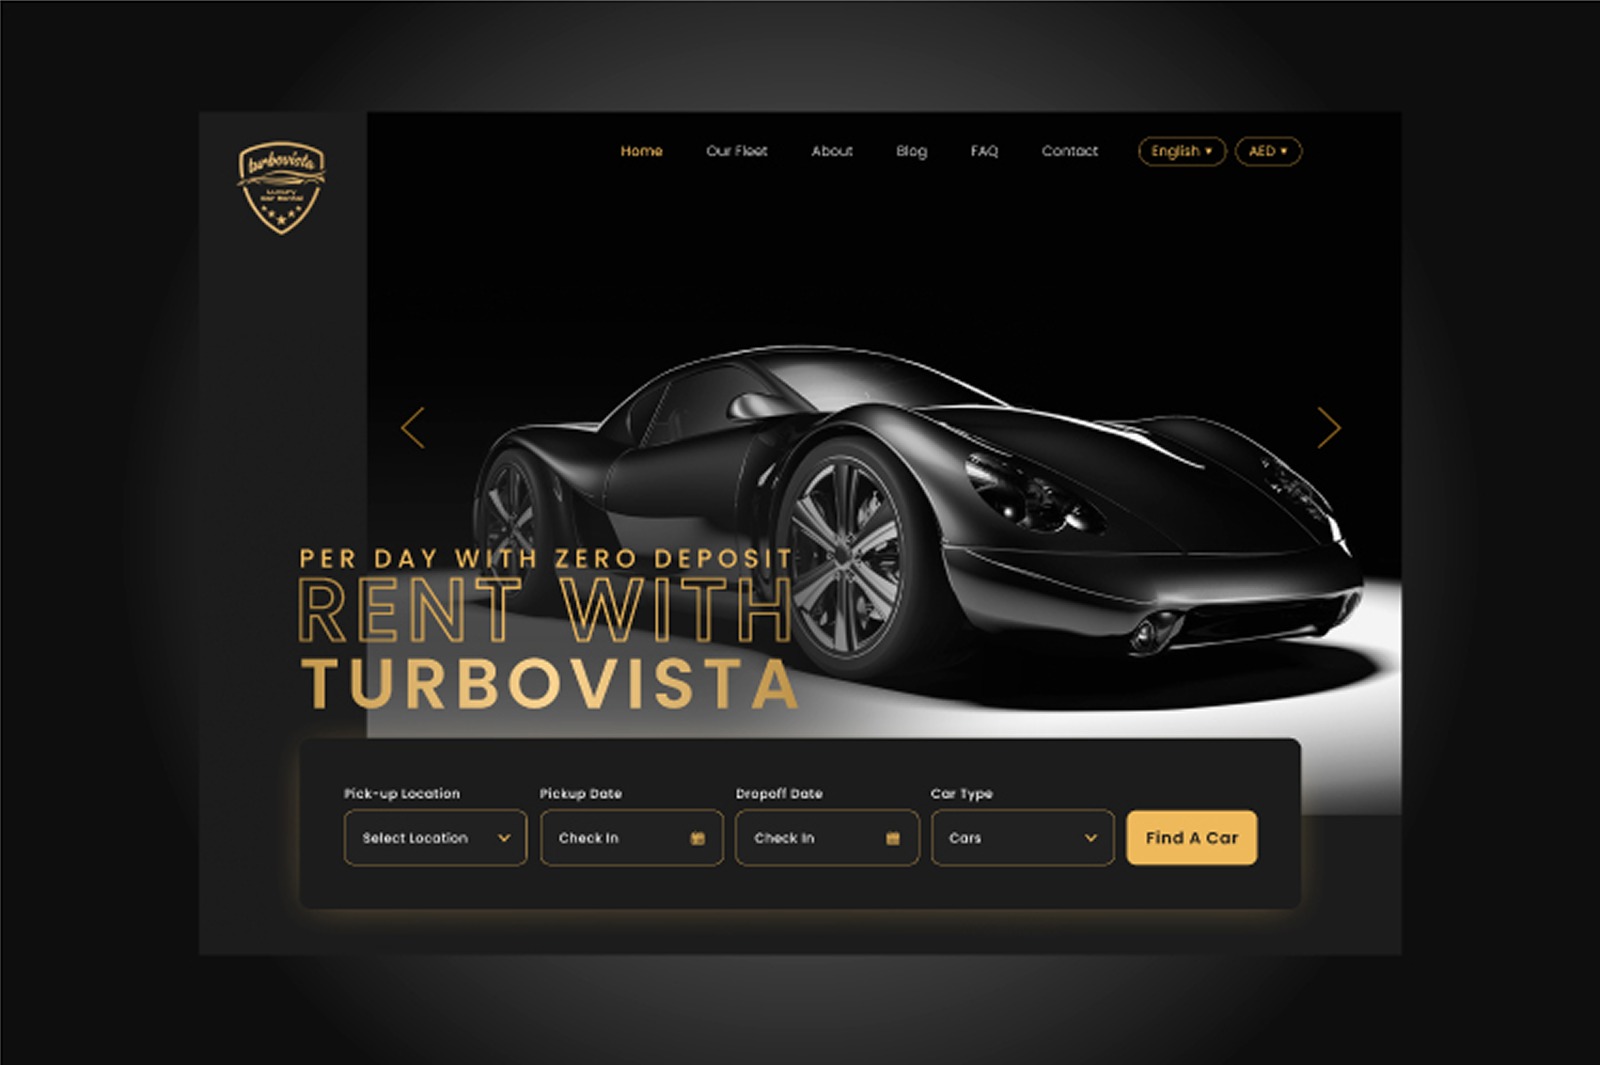 turbovista
LUXURY
Car Rental
Home
Our Fleet
About
Blog
FAQ
Contact
English
AED
PER DAY WITH ZERO DEPOSIT
RENT WITH
TURBOVISTA
Pick-up Location
Pickup Date
Dropoff Date
Car Type
Select Location
Check In
Check In
Cars
Find A Car